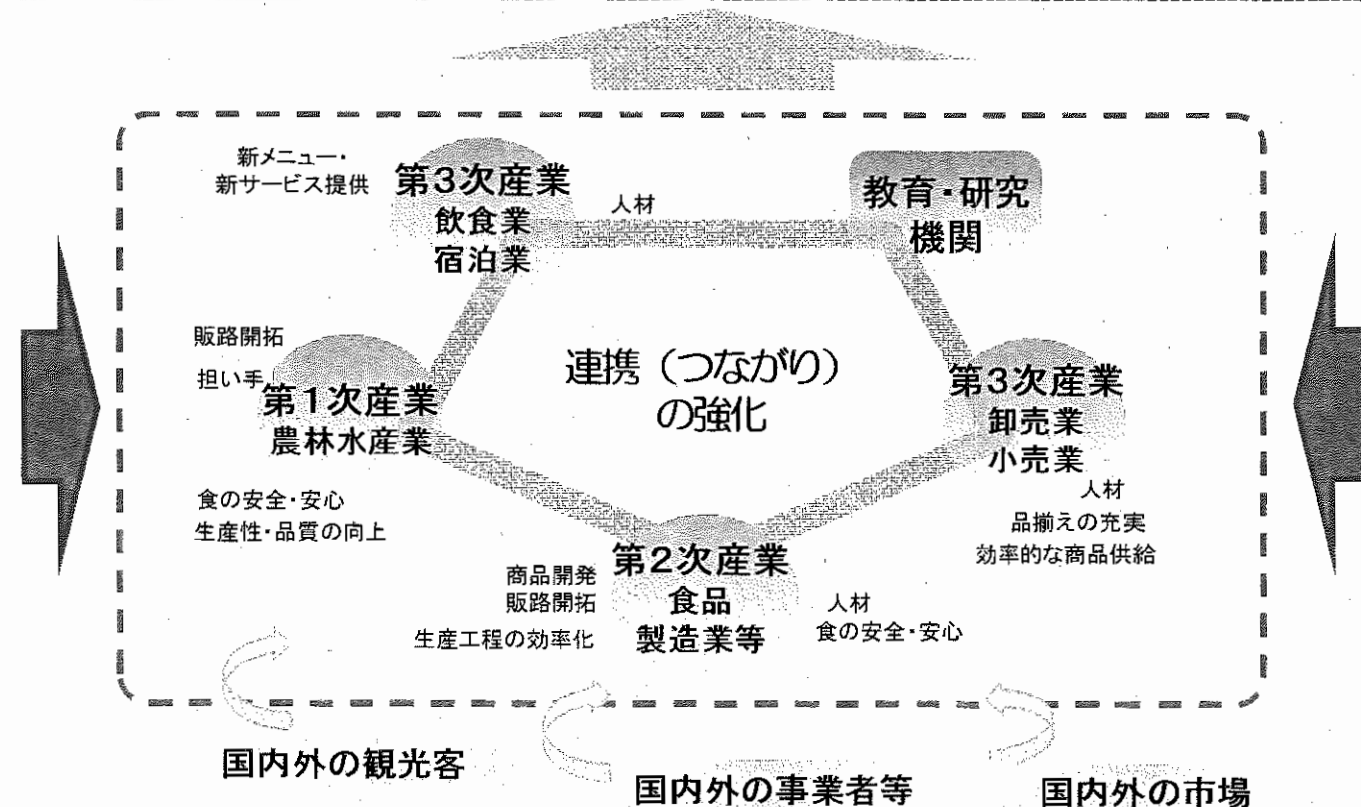 新メニュー・
新サービス提供
第3次産業
飲食業
宿泊業
人材
教育・研究
機関
販路開拓
担い手
第1次産業
農林水産業
食の安全・安心
生産性・品質の向上
連携（つながり）
の強化
第3次産業
卸売業
小売業
人材
品揃えの充実
効率的な商品供給
商品開発
販路開拓
生産工程の効率化
第2次産業
食品
製造業等
人材
食の安全・安心
国内外の観光客
国内外の事業者等
国内外の市場